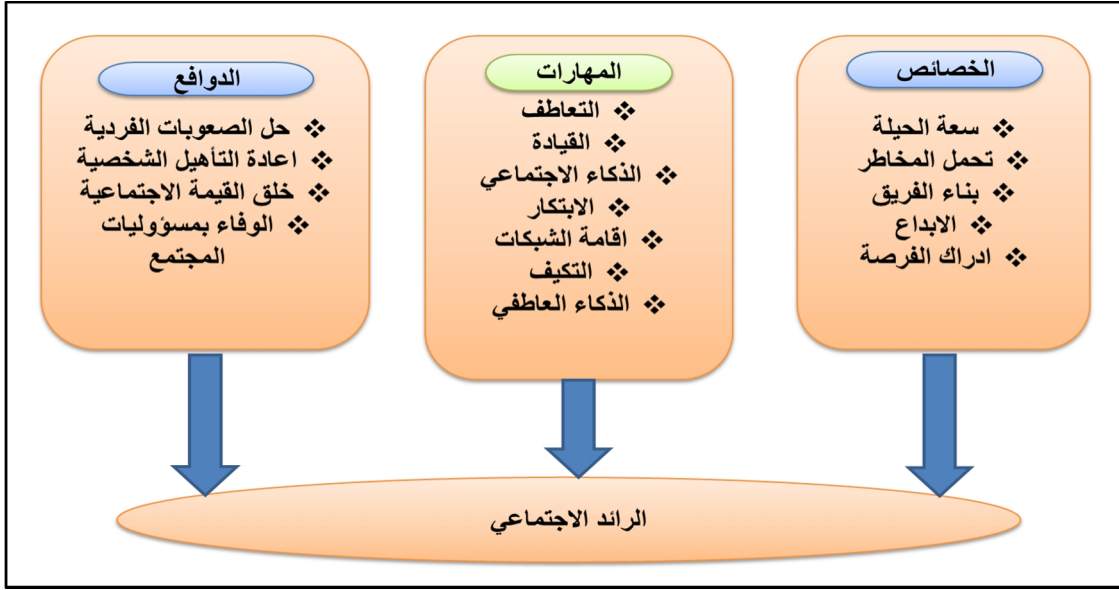 الخصائص
❖ سعة الحيلة
❖ تحمل المخاطر
❖ بناء الفريق
❖ الابداع
❖ ادراك الفرصة
المهارات
❖ التعاطف
❖ القيادة
❖ الذكاء الاجتماعي
❖ الابتكار
❖ اقامة الشبكات
❖ التكيف
❖ الذكاء العاطفي
الدوافع
❖ حل الصعوبات الفردية
❖ اعادة التأهيل الشخصية
❖ خلق القيمة الاجتماعية
❖ الوفاء بمسؤوليات
المجتمع
الرائد الاجتماعي